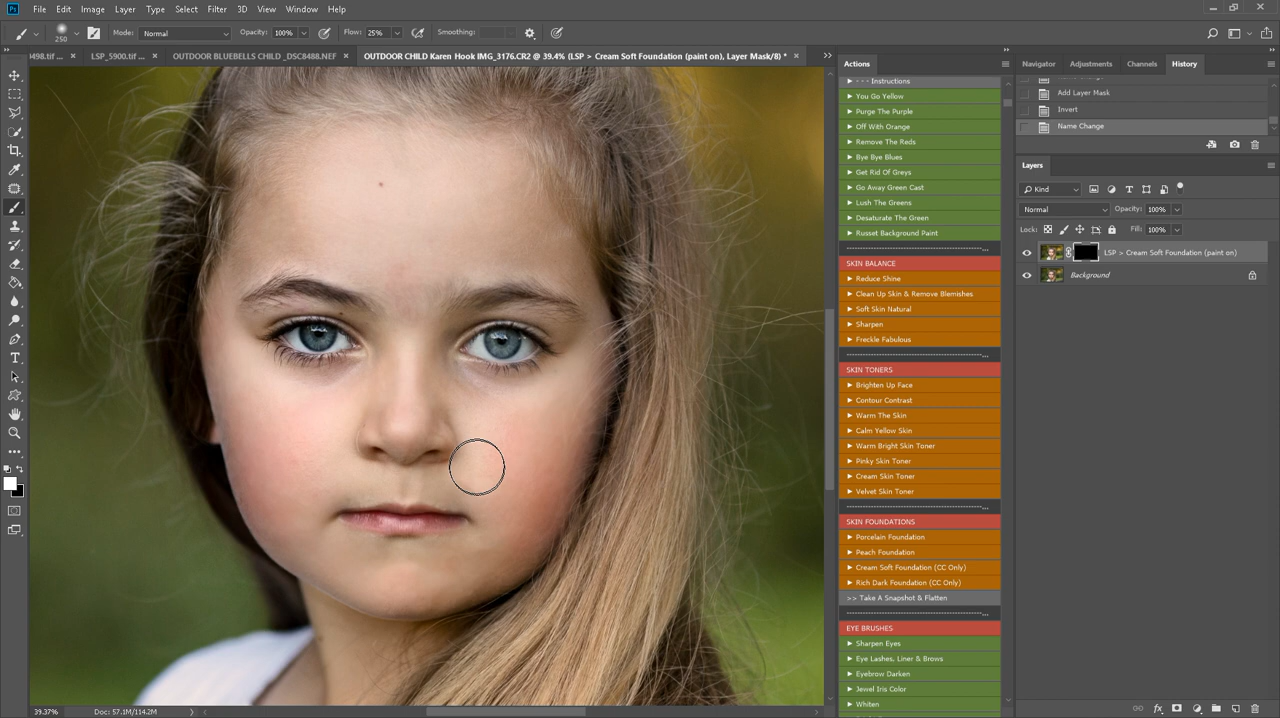 Ps File Edit Image Layer Type Select Filter 3D View Window Help
250 Mode: Normal Opacity: 100% Flow: 25% Smoothing:
498.tif ... × LSP_5900.tif ... × OUTDOOR BLUEBELLS CHILD _DSC8488.NEF × OUTDOOR CHILD Karen Hook IMG_3176.CR2 @ 39.4% (LSP > Cream Soft Foundation (paint on), Layer Mask/8) * ×
Actions
- - - Instructions
You Go Yellow
Purge The Purple
Off With Orange
Remove The Reds
Bye Bye Blues
Get Rid Of Greys
Go Away Green Cast
Lush The Greens
Desaturate The Green
Russet Background Paint
SKIN BALANCE
Reduce Shine
Clean Up Skin & Remove Blemishes
Soft Skin Natural
Sharpen
Freckle Fabulous
SKIN TONERS
Brighten Up Face
Contour Contrast
Warm The Skin
Calm Yellow Skin
Warm Bright Skin Toner
Pinky Skin Toner
Cream Skin Toner
Velvet Skin Toner
SKIN FOUNDATIONS
Porcelain Foundation
Peach Foundation
Cream Soft Foundation (CC Only)
Rich Dark Foundation (CC Only)
>> Take A Snapshot & Flatten
EYE BRUSHES
Sharpen Eyes
Eye Lashes, Liner & Brows
Eyebrow Darken
Jewel Iris Color
Whiten
Navigator Adjustments Channels History
Add Layer Mask
Invert
Name Change
Layers
Kind
Normal Opacity: 100%
Lock: Fill: 100%
LSP > Cream Soft Foundation (paint on)
Background
39.37% Doc: 57.1M/114.2M